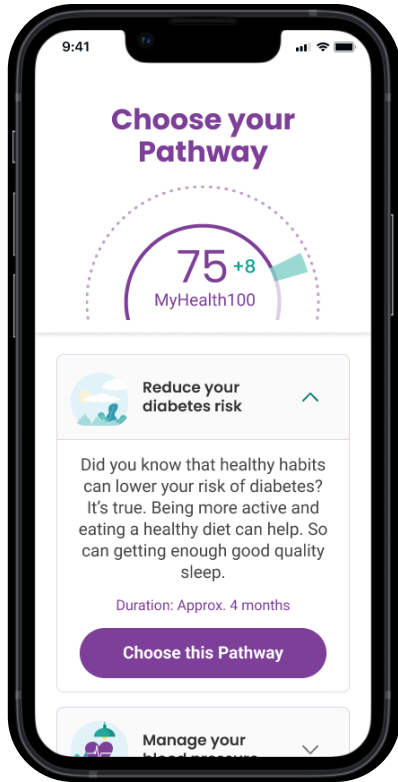 9:41
Choose your
Pathway
75 +8
MyHealth100
Reduce your
diabetes risk
Did you know that healthy habits
can lower your risk of diabetes?
It’s true. Being more active and
eating a healthy diet can help. So
can getting enough good quality
sleep.
Duration: Approx. 4 months
Choose this Pathway
Manage your
blood pressure